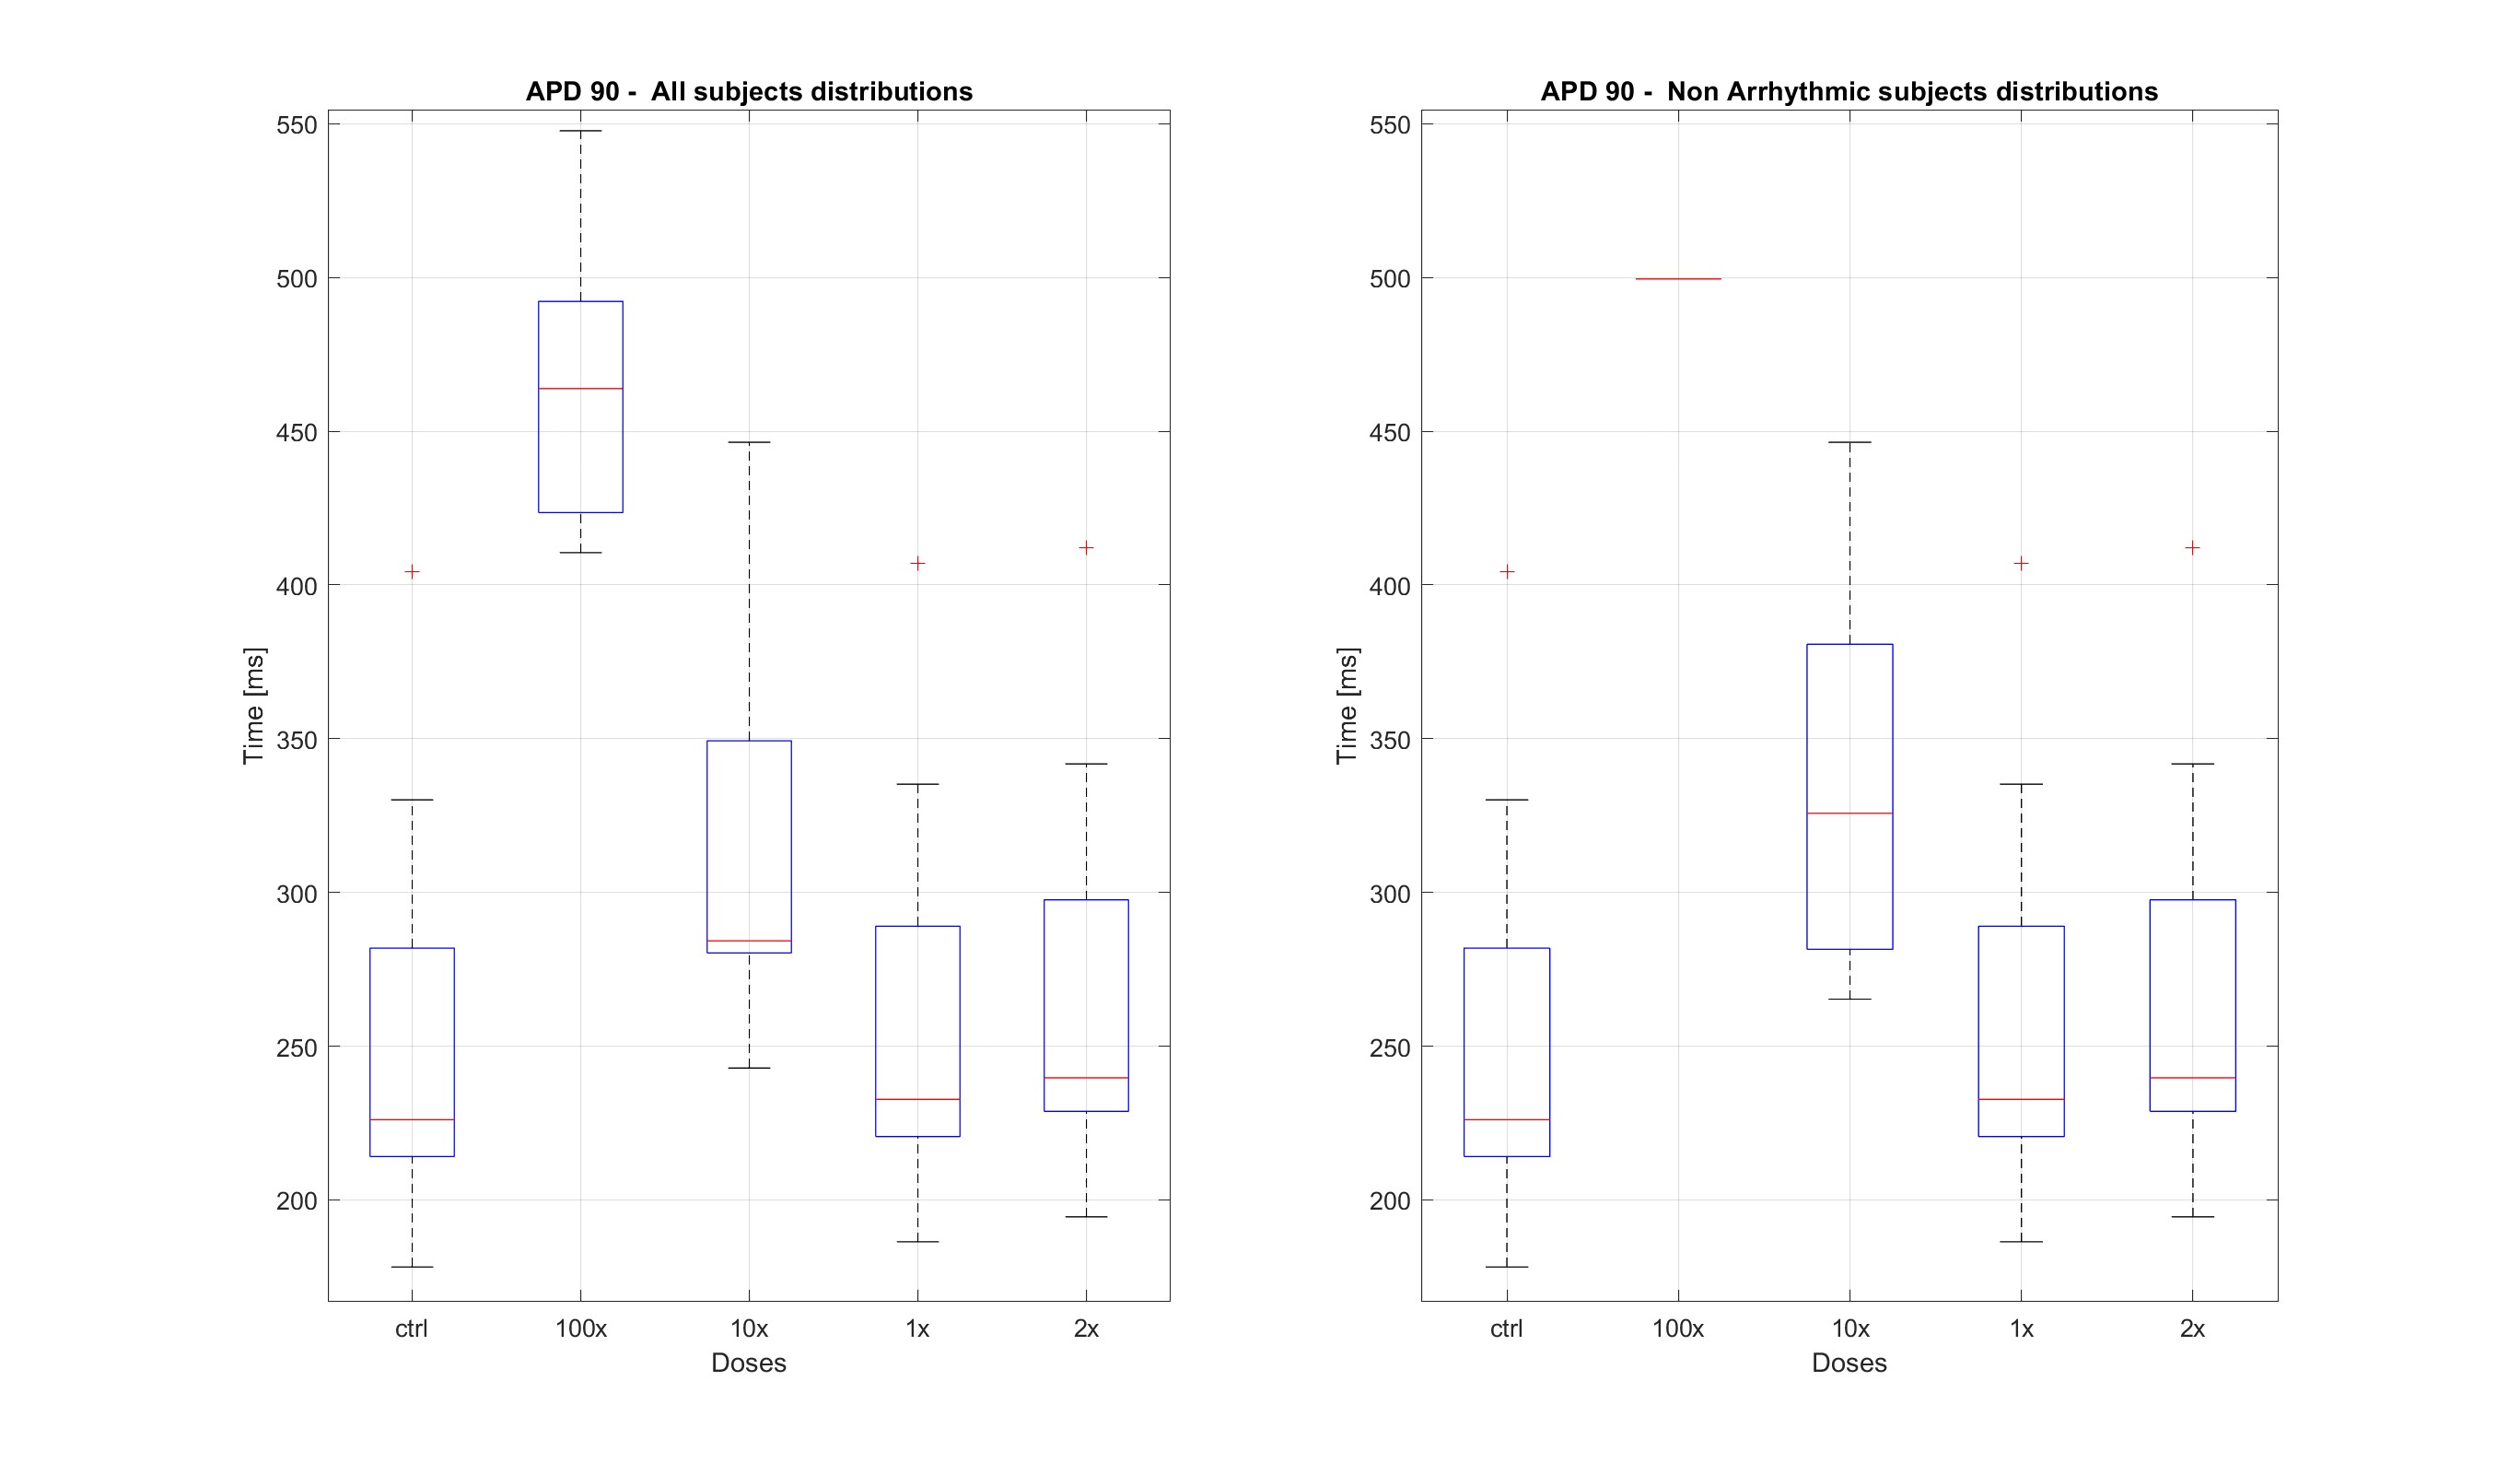 APD 90 -  All subjects distributions
550
500
450
400
350
300
250
200
Time [ms]
ctrl 100x 10x 1x 2x
Doses
APD 90 -  Non Arrhythmic subjects distributions
550
500
450
400
350
300
250
200
Time [ms]
ctrl 100x 10x 1x 2x
Doses